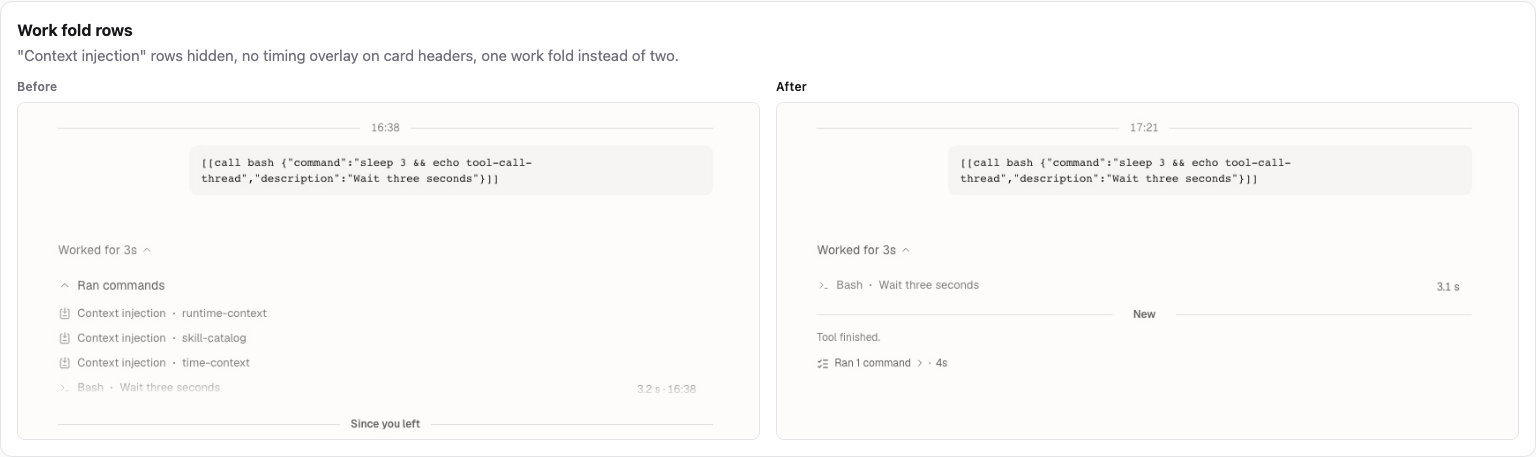 Work fold rows
"Context injection" rows hidden, no timing overlay on card headers, one work fold instead of two.
Before
16:38
[[call bash {"command":"sleep 3 && echo tool-call-
thread","description":"Wait three seconds"}]]
Worked for 3s
Ran commands
Context injection · runtime-context
Context injection · skill-catalog
Context injection · time-context
Bash · Wait three seconds 3.2 s · 16:38
Since you left
After
17:21
[[call bash {"command":"sleep 3 && echo tool-call-
thread","description":"Wait three seconds"}]]
Worked for 3s
Bash · Wait three seconds 3.1 s
New
Tool finished.
Ran 1 command > · 4s